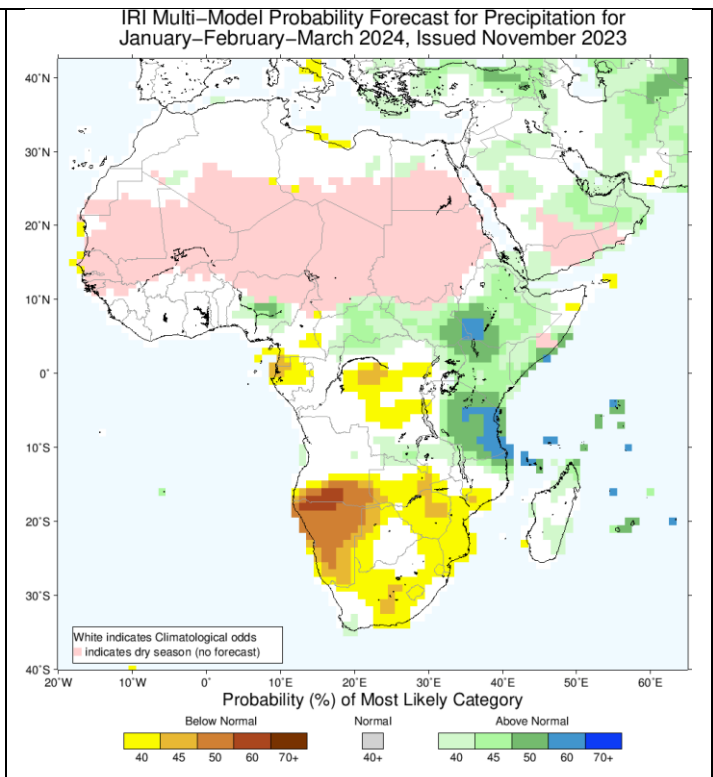 IRI Multi−Model Probability Forecast for Precipitation for
January−February−March 2024, Issued November 2023
40˚N
30˚N
20˚N
10˚N
0˚
10˚S
20˚S
30˚S
40˚S
White indicates Climatological odds
indicates dry season (no forecast)
20˚W 10˚W 0˚ 10˚E 20˚E 30˚E 40˚E 50˚E 60˚E
Probability (%) of Most Likely Category
Below Normal Normal Above Normal
40 45 50 60 70+ 40+ 40 45 50 60 70+